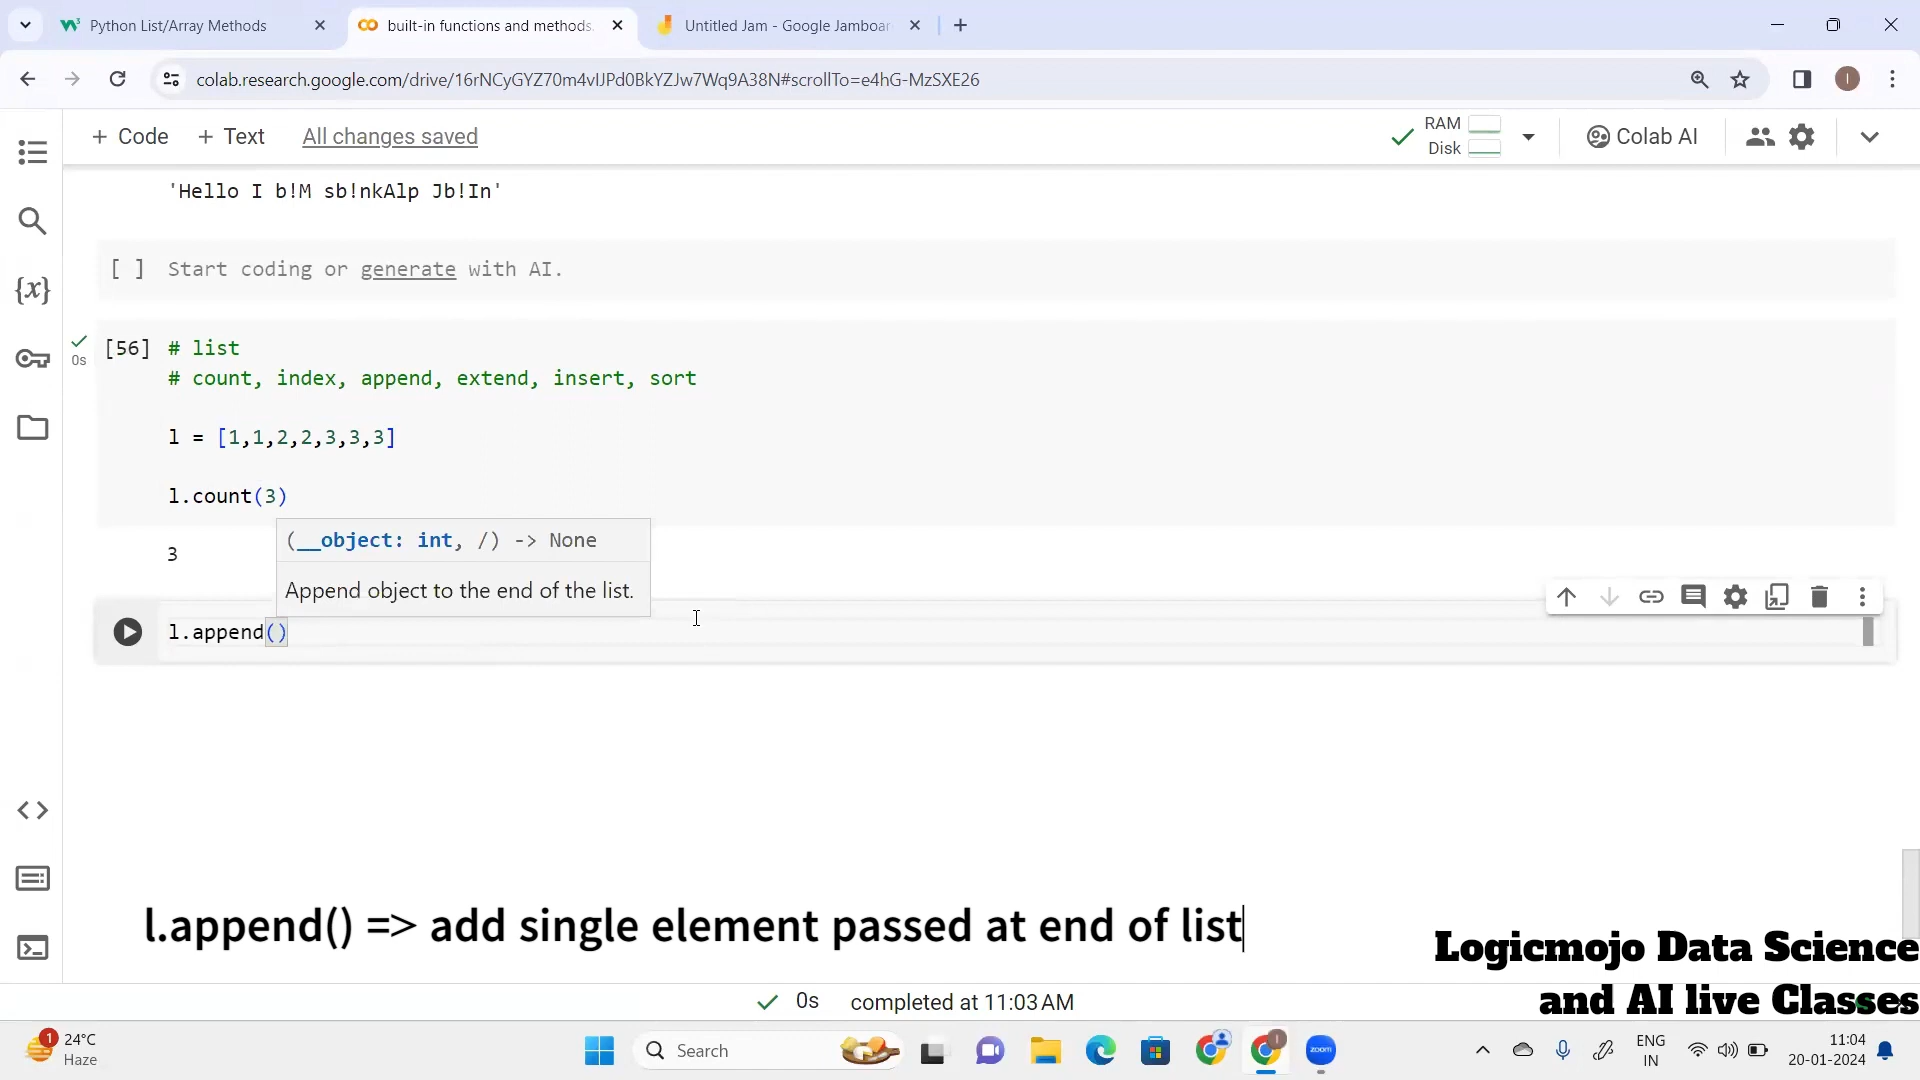 Python List/Array Methods
built-in functions and methods.
Untitled Jam - Google Jamboar
colab.research.google.com/drive/16rNCyGYZ70m4vIJPd0BkYZJw7Wq9A38N#scrollTo=e4hG-MzSXE26
I
+ Code + Text All changes saved
RAM
Disk
Colab AI
'Hello I b!M sb!nkAlp Jb!In'
[ ] Start coding or generate with AI.
{x}
0s
[56] # list
# count, index, append, extend, insert, sort
l = [1,1,2,2,3,3,3]
l.count(3)
(__object: int, /) -> None
3
Append object to the end of the list.
l.append()
l.append() => add single element passed at end of list
Logicmojo Data Science
and AI live Classes
0s completed at 11:03 AM
1
24°C
Haze
Search
zoom
ENG
IN
11:04
20-01-2024